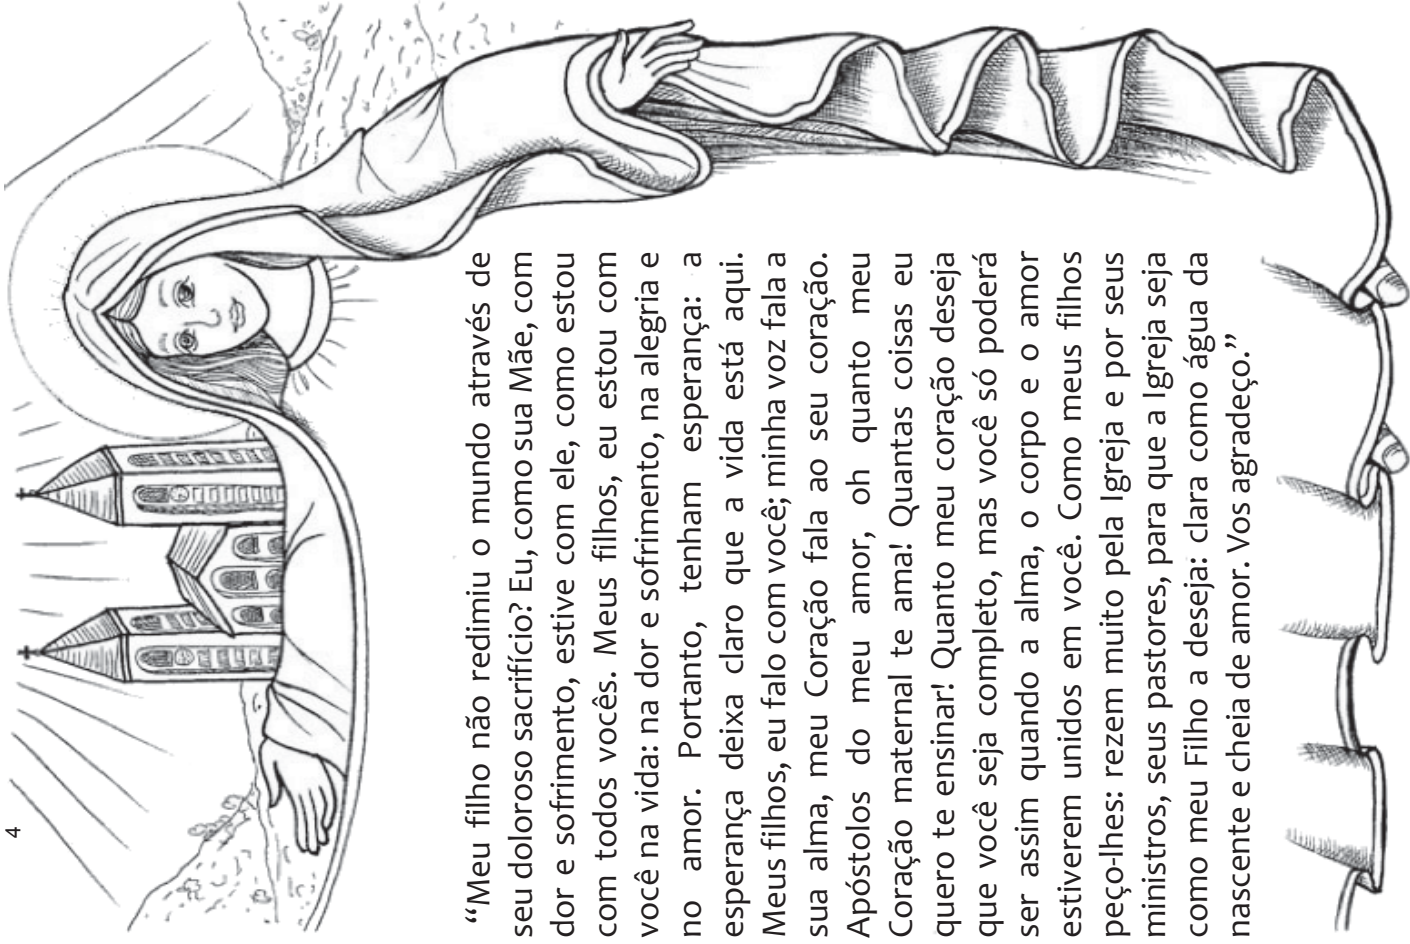 4
“Meu filho não redimiu o mundo através de
seu doloroso sacrifício? Eu, como sua Mãe, com
dor e sofrimento, estive com ele, como estou
com todos vocês. Meus filhos, eu estou com
você na vida: na dor e sofrimento, na alegria e
no amor. Portanto, tenham esperança: a
esperança deixa claro que a vida está aqui.
Meus filhos, eu falo com você; minha voz fala a
sua alma, meu Coração fala ao seu coração.
Apóstolos do meu amor, oh quanto meu
Coração maternal te ama! Quantas coisas eu
quero te ensinar! Quanto meu coração deseja
que você seja completo, mas você só poderá
ser assim quando a alma, o corpo e o amor
estiverem unidos em você. Como meus filhos
peço-lhes: rezem muito pela Igreja e por seus
ministros, seus pastores, para que a Igreja seja
como meu Filho a deseja: clara como água da
nascente e cheia de amor. Vos agradeço.”